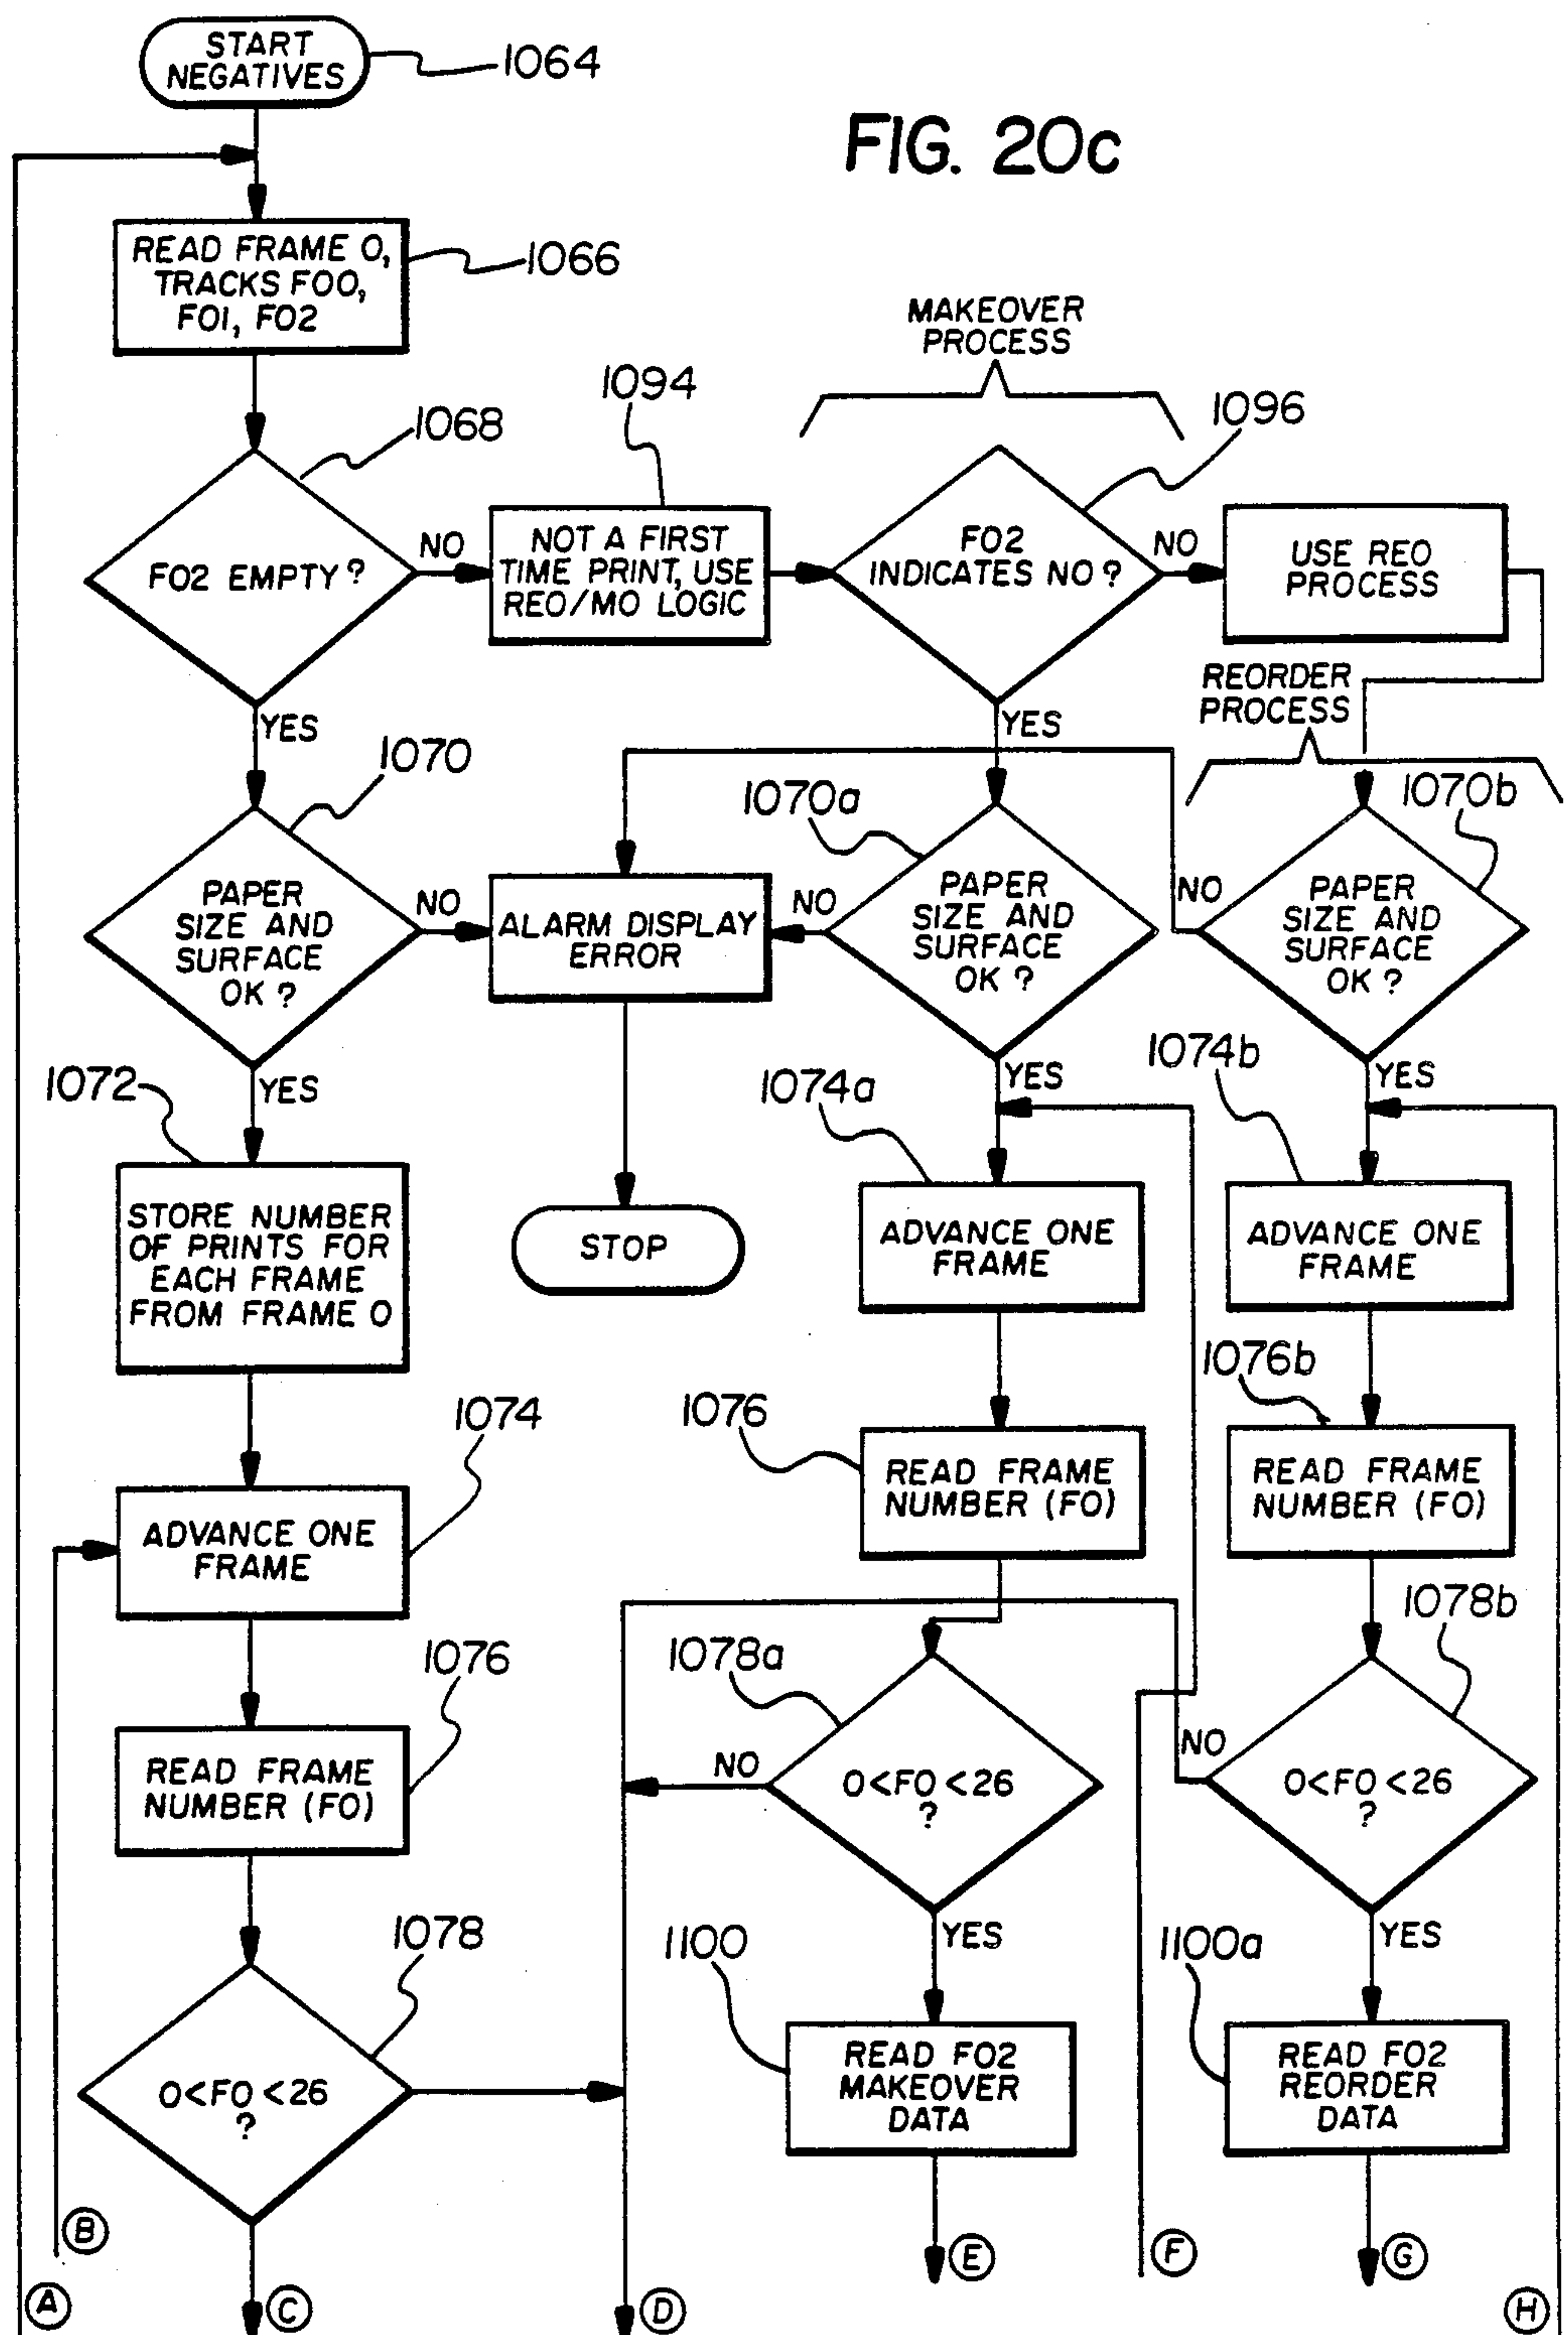 START
NEGATIVES
1064
FIG. 20c
READ FRAME 0,
TRACKS F00,
F01, F02
1066
MAKEOVER
PROCESS
1094
1096
1068
F02 EMPTY?
NO
NOT A FIRST
TIME PRINT, USE
REO/MO LOGIC
F02
INDICATES NO?
NO
USE REO
PROCESS
REORDER
PROCESS
YES
YES
1070
1070a
1070b
PAPER
SIZE AND
SURFACE
OK?
NO
ALARM DISPLAY
ERROR
NO
PAPER
SIZE AND
SURFACE
OK?
NO
PAPER
SIZE AND
SURFACE
OK?
1072
YES
YES
YES
1074a
1074b
STORE NUMBER
OF PRINTS FOR
EACH FRAME
FROM FRAME 0
STOP
ADVANCE ONE
FRAME
ADVANCE ONE
FRAME
1074
1076
1076b
ADVANCE ONE
FRAME
READ FRAME
NUMBER (FO)
READ FRAME
NUMBER (FO)
1076
1078a
1078b
READ FRAME
NUMBER (FO)
NO
0<FO<26
?
NO
0<FO<26
?
1078
1100
YES
1100a
YES
0<FO<26
?
READ F02
MAKEOVER
DATA
READ F02
REORDER
DATA
B
E
F
G
A
C
D
H